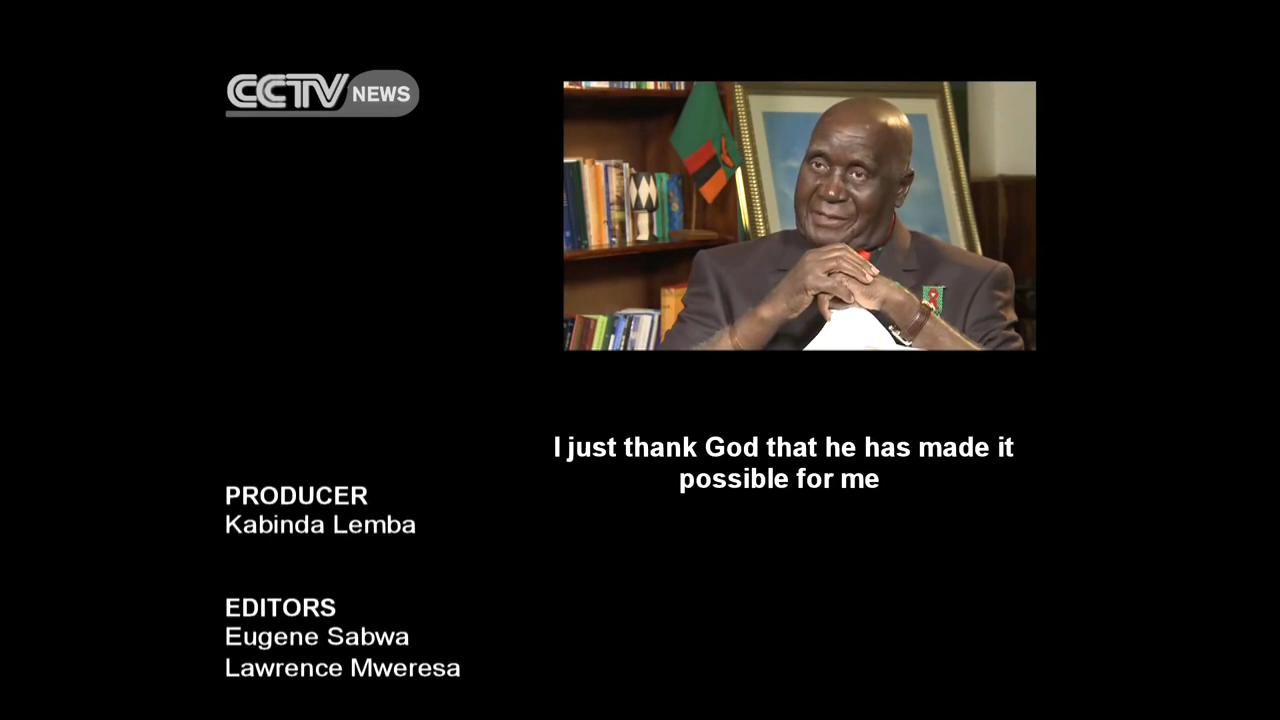 CCTV NEWS
I just thank God that he has made it
possible for me
PRODUCER
Kabinda Lemba
EDITORS
Eugene Sabwa
Lawrence Mweresa